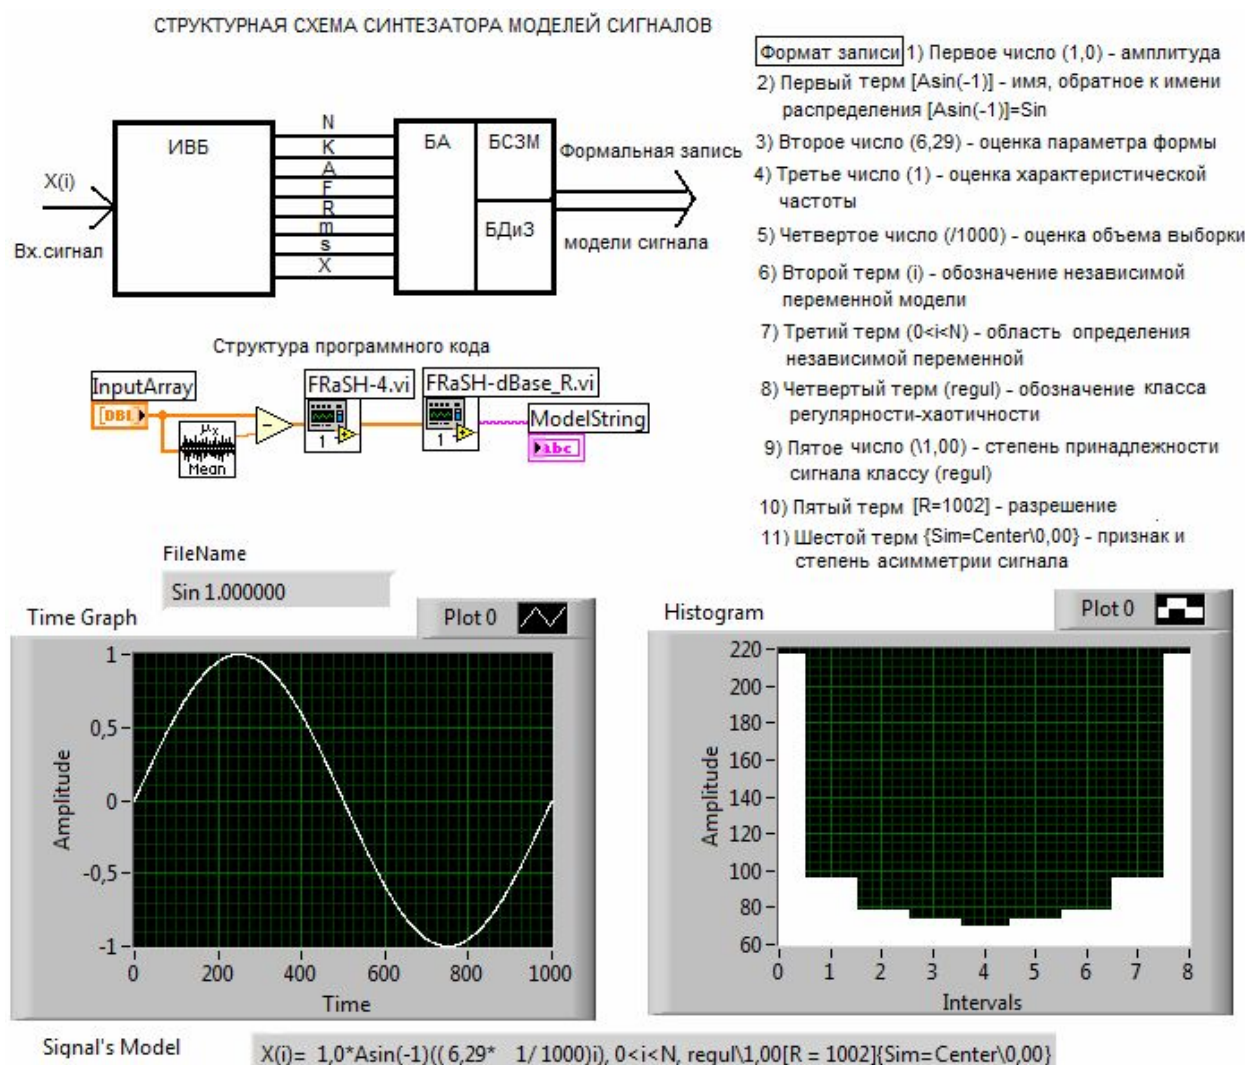 СТРУКТУРНАЯ СХЕМА СИНТЕЗАТОРА МОДЕЛЕЙ СИГНАЛОВ
X(i)
Вх.сигнал
ИВБ
N
K
A
F
R
m
s
X
БА
БСЗМ
БДиЗ
Формальная запись
модели сигнала
Структура программного кода
InputArray
[DBL]
μx
Mean
FRaSH-4.vi
1
FRaSH-dBase_R.vi
1
ModelString
abc
Формат записи 1) Первое число (1,0) - амплитуда
2) Первый терм [Asin(-1)] - имя, обратное к имени
распределения [Asin(-1)]=Sin
3) Второе число (6,29) - оценка параметра формы
4) Третье число (1) - оценка характеристической
частоты
5) Четвертое число (/1000) - оценка объема выборки
6) Второй терм (i) - обозначение независимой
переменной модели
7) Третий терм (0<i<N) - область определения
независимой переменной
8) Четвертый терм (regul) - обозначение класса
регулярности-хаотичности
9) Пятое число (\1,00) - степень принадлежности
сигнала классу (regul)
10) Пятый терм [R=1002] - разрешение
11) Шестой терм {Sim=Center\0,00} - признак и
степень асимметрии сигнала
FileName
Sin 1.000000
Time Graph
Plot 0
Amplitude
1
0,5
0
-0,5
-1
0 200 400 600 800 1000
Time
Histogram
Plot 0
Amplitude
220
200
180
160
140
120
100
80
60
0 1 2 3 4 5 6 7 8
Intervals
Signal's Model
X(i)= 1,0*Asin(-1)((6,29* 1/1000)i), 0<i<N, regul\1,00[R = 1002]{Sim=Center\0,00}